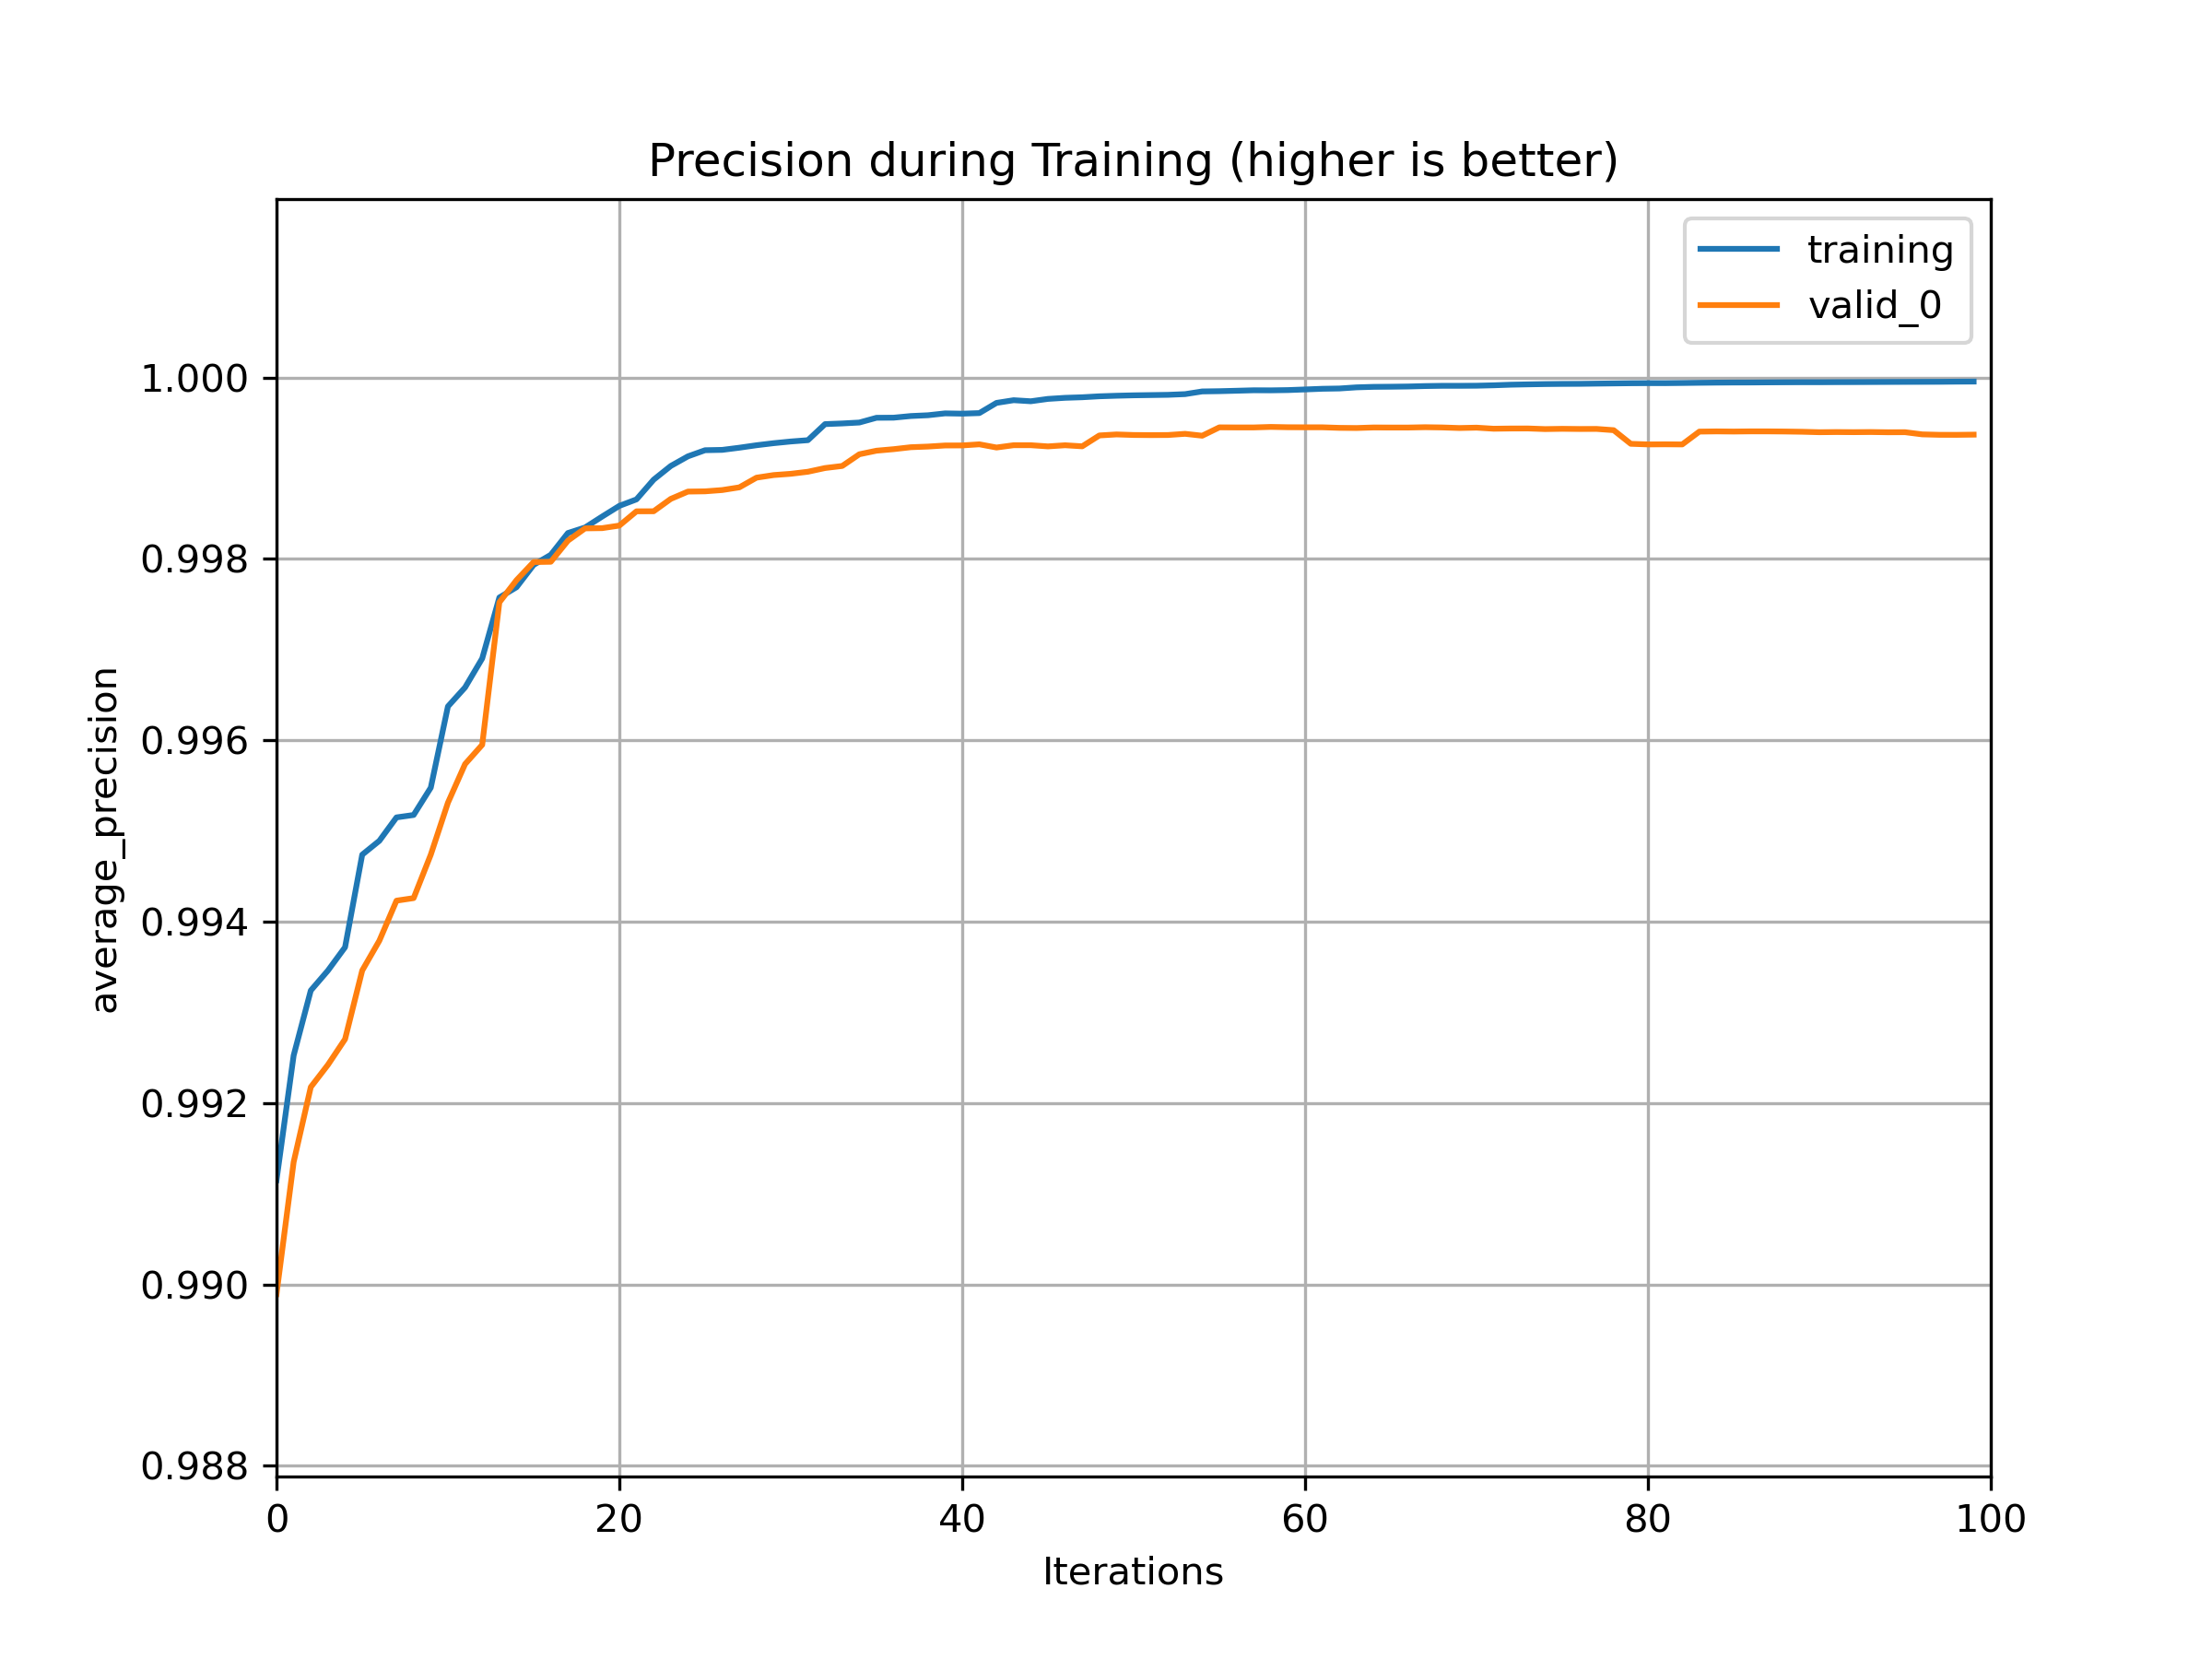 Precision during Training (higher is better)
training
valid_0
1.000
0.998
0.996
0.994
0.992
0.990
0.988
average_precision
0 20 40 60 80 100
Iterations